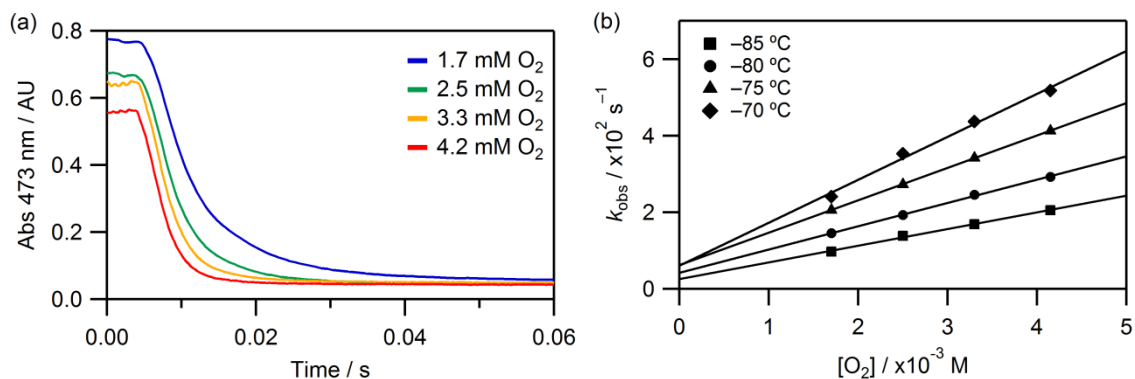 (a)
0.8
0.6
0.4
0.2
0.0
Abs 473 nm / AU
1.7 mM O₂
2.5 mM O₂
3.3 mM O₂
4.2 mM O₂
0.00
0.02
0.04
0.06
Time / s
(b)
6
4
2
0
k_obs / x10² s⁻¹
–85 ºC
–80 ºC
–75 ºC
–70 ºC
0
1
2
3
4
5
[O₂] / x10⁻³ M